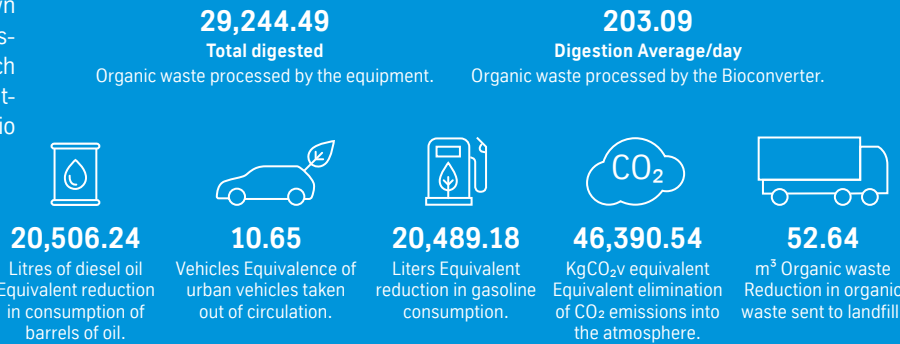 29,244.49
Total digested
Organic waste processed by the equipment.
203.09
Digestion Average/day
Organic waste processed by the Bioconverter.
CO₂
20,506.24
Litres of diesel oil
Equivalent reduction
in consumption of
barrels of oil.
10.65
Vehicles Equivalence of
urban vehicles taken
out of circulation.
20,489.18
Liters Equivalent
reduction in gasoline
consumption.
46,390.54
KgCO₂v equivalent
Equivalent elimination
of CO₂ emissions into
the atmosphere.
52.64
m³ Organic waste
Reduction in organic
waste sent to landfill